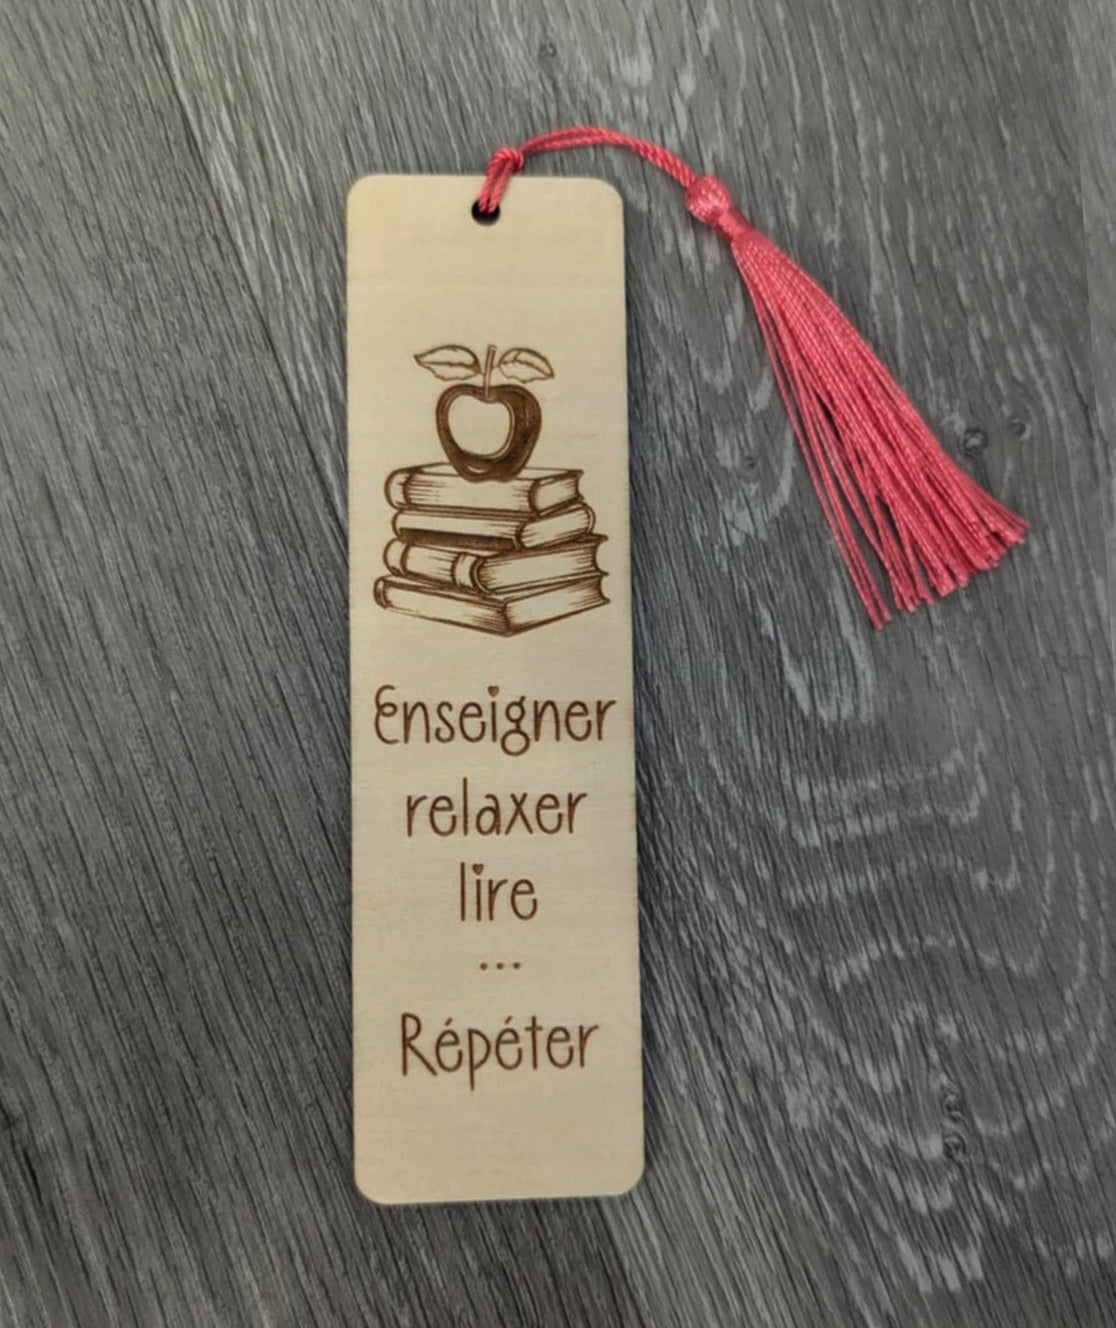 Enseigner
relaxer
lire
...
Répéter